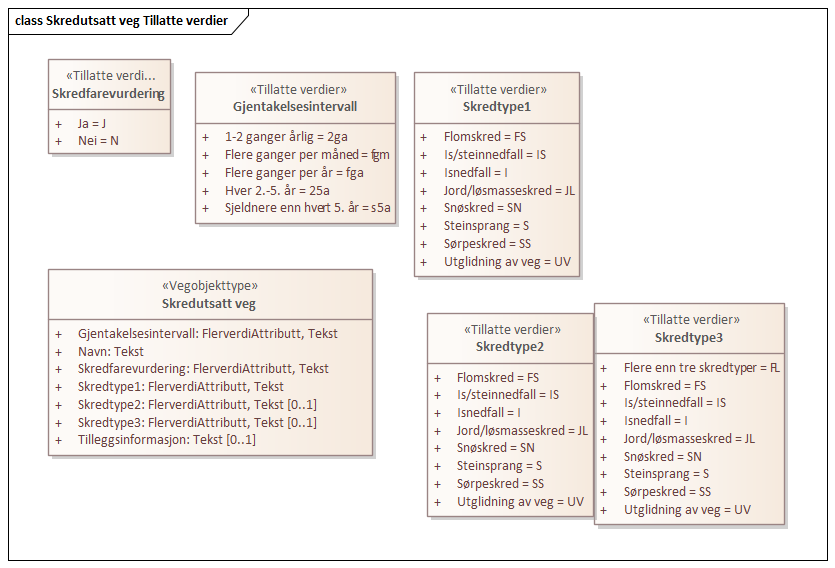 class Skredutsatt veg Tillatte verdier
«Tillatte verdi...
Skredfarevurdering
+ Ja = J
+ Nei = N
«Tillatte verdier»
Gjentakelsesintervall
+ 1-2 ganger årlig = 2ga
+ Flere ganger per måned = fgm
+ Flere ganger per år = fga
+ Hver 2.-5. år = 25a
+ Sjeldnere enn hvert 5. år = s5a
«Tillatte verdier»
Skredtype1
+ Flomskred = FS
+ Is/steinnedfall = IS
+ Isnedfall = I
+ Jord/løsmasseskred = JL
+ Snøskred = SN
+ Steinsprang = S
+ Sørpeskred = SS
+ Utglidning av veg = UV
«Vegobjekttype»
Skredutsatt veg
+ Gjentakelsesintervall: FlerverdiAttributt, Tekst
+ Navn: Tekst
+ Skredfarevurdering: FlerverdiAttributt, Tekst
+ Skredtype1: FlerverdiAttributt, Tekst
+ Skredtype2: FlerverdiAttributt, Tekst [0..1]
+ Skredtype3: FlerverdiAttributt, Tekst [0..1]
+ Tilleggsinformasjon: Tekst [0..1]
«Tillatte verdier»
Skredtype2
+ Flomskred = FS
+ Is/steinnedfall = IS
+ Isnedfall = I
+ Jord/løsmasseskred = JL
+ Snøskred = SN
+ Steinsprang = S
+ Sørpeskred = SS
+ Utglidning av veg = UV
«Tillatte verdier»
Skredtype3
+ Flere enn tre skredtyper = FL
+ Flomskred = FS
+ Is/steinnedfall = IS
+ Isnedfall = I
+ Jord/løsmasseskred = JL
+ Snøskred = SN
+ Steinsprang = S
+ Sørpeskred = SS
+ Utglidning av veg = UV